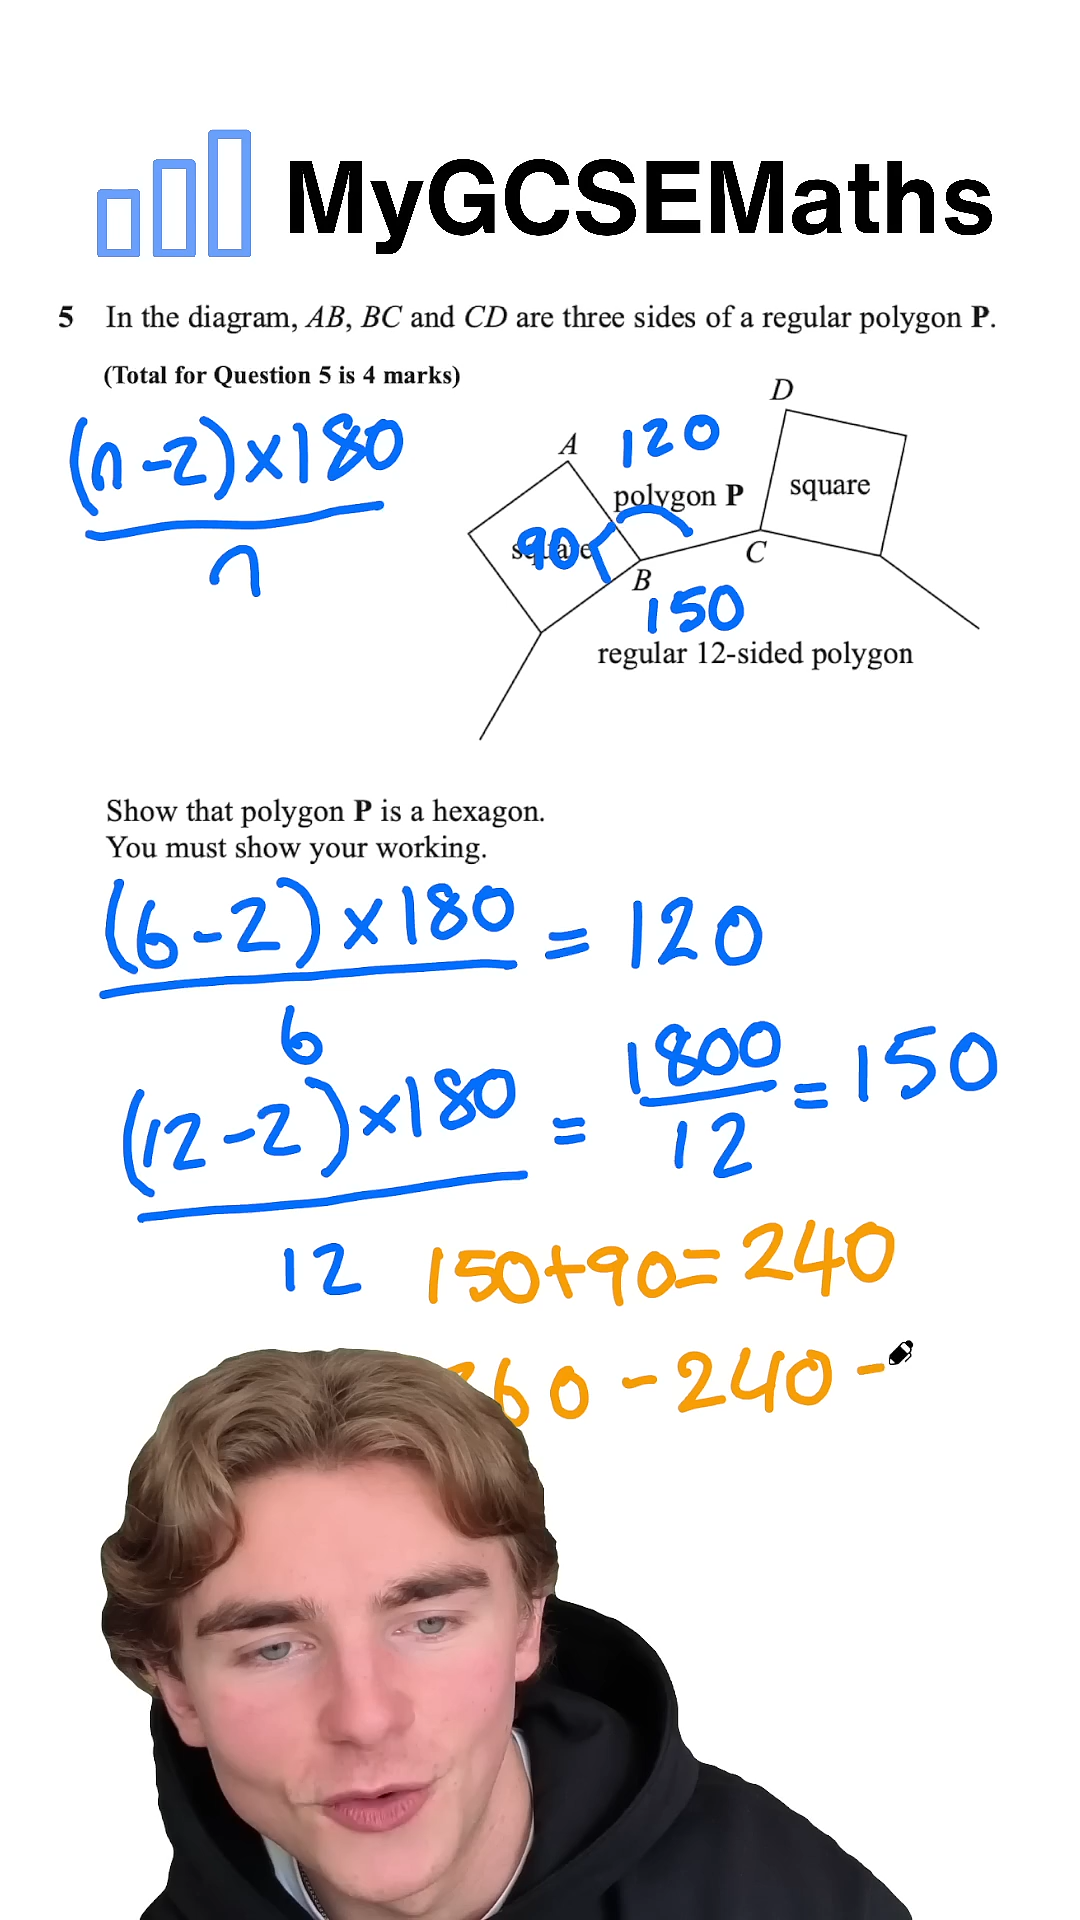 MyGCSEMaths
5 In the diagram, AB, BC and CD are three sides of a regular polygon P.
(Total for Question 5 is 4 marks)
(n-2)×180
n
D
A
120
polygon P
square
90
B
C
150
regular 12-sided polygon
Show that polygon P is a hexagon.
You must show your working.
(6-2)×180 = 120
6
(12-2)×180 = 1800 = 150
12
12
150+90=240
60-240-